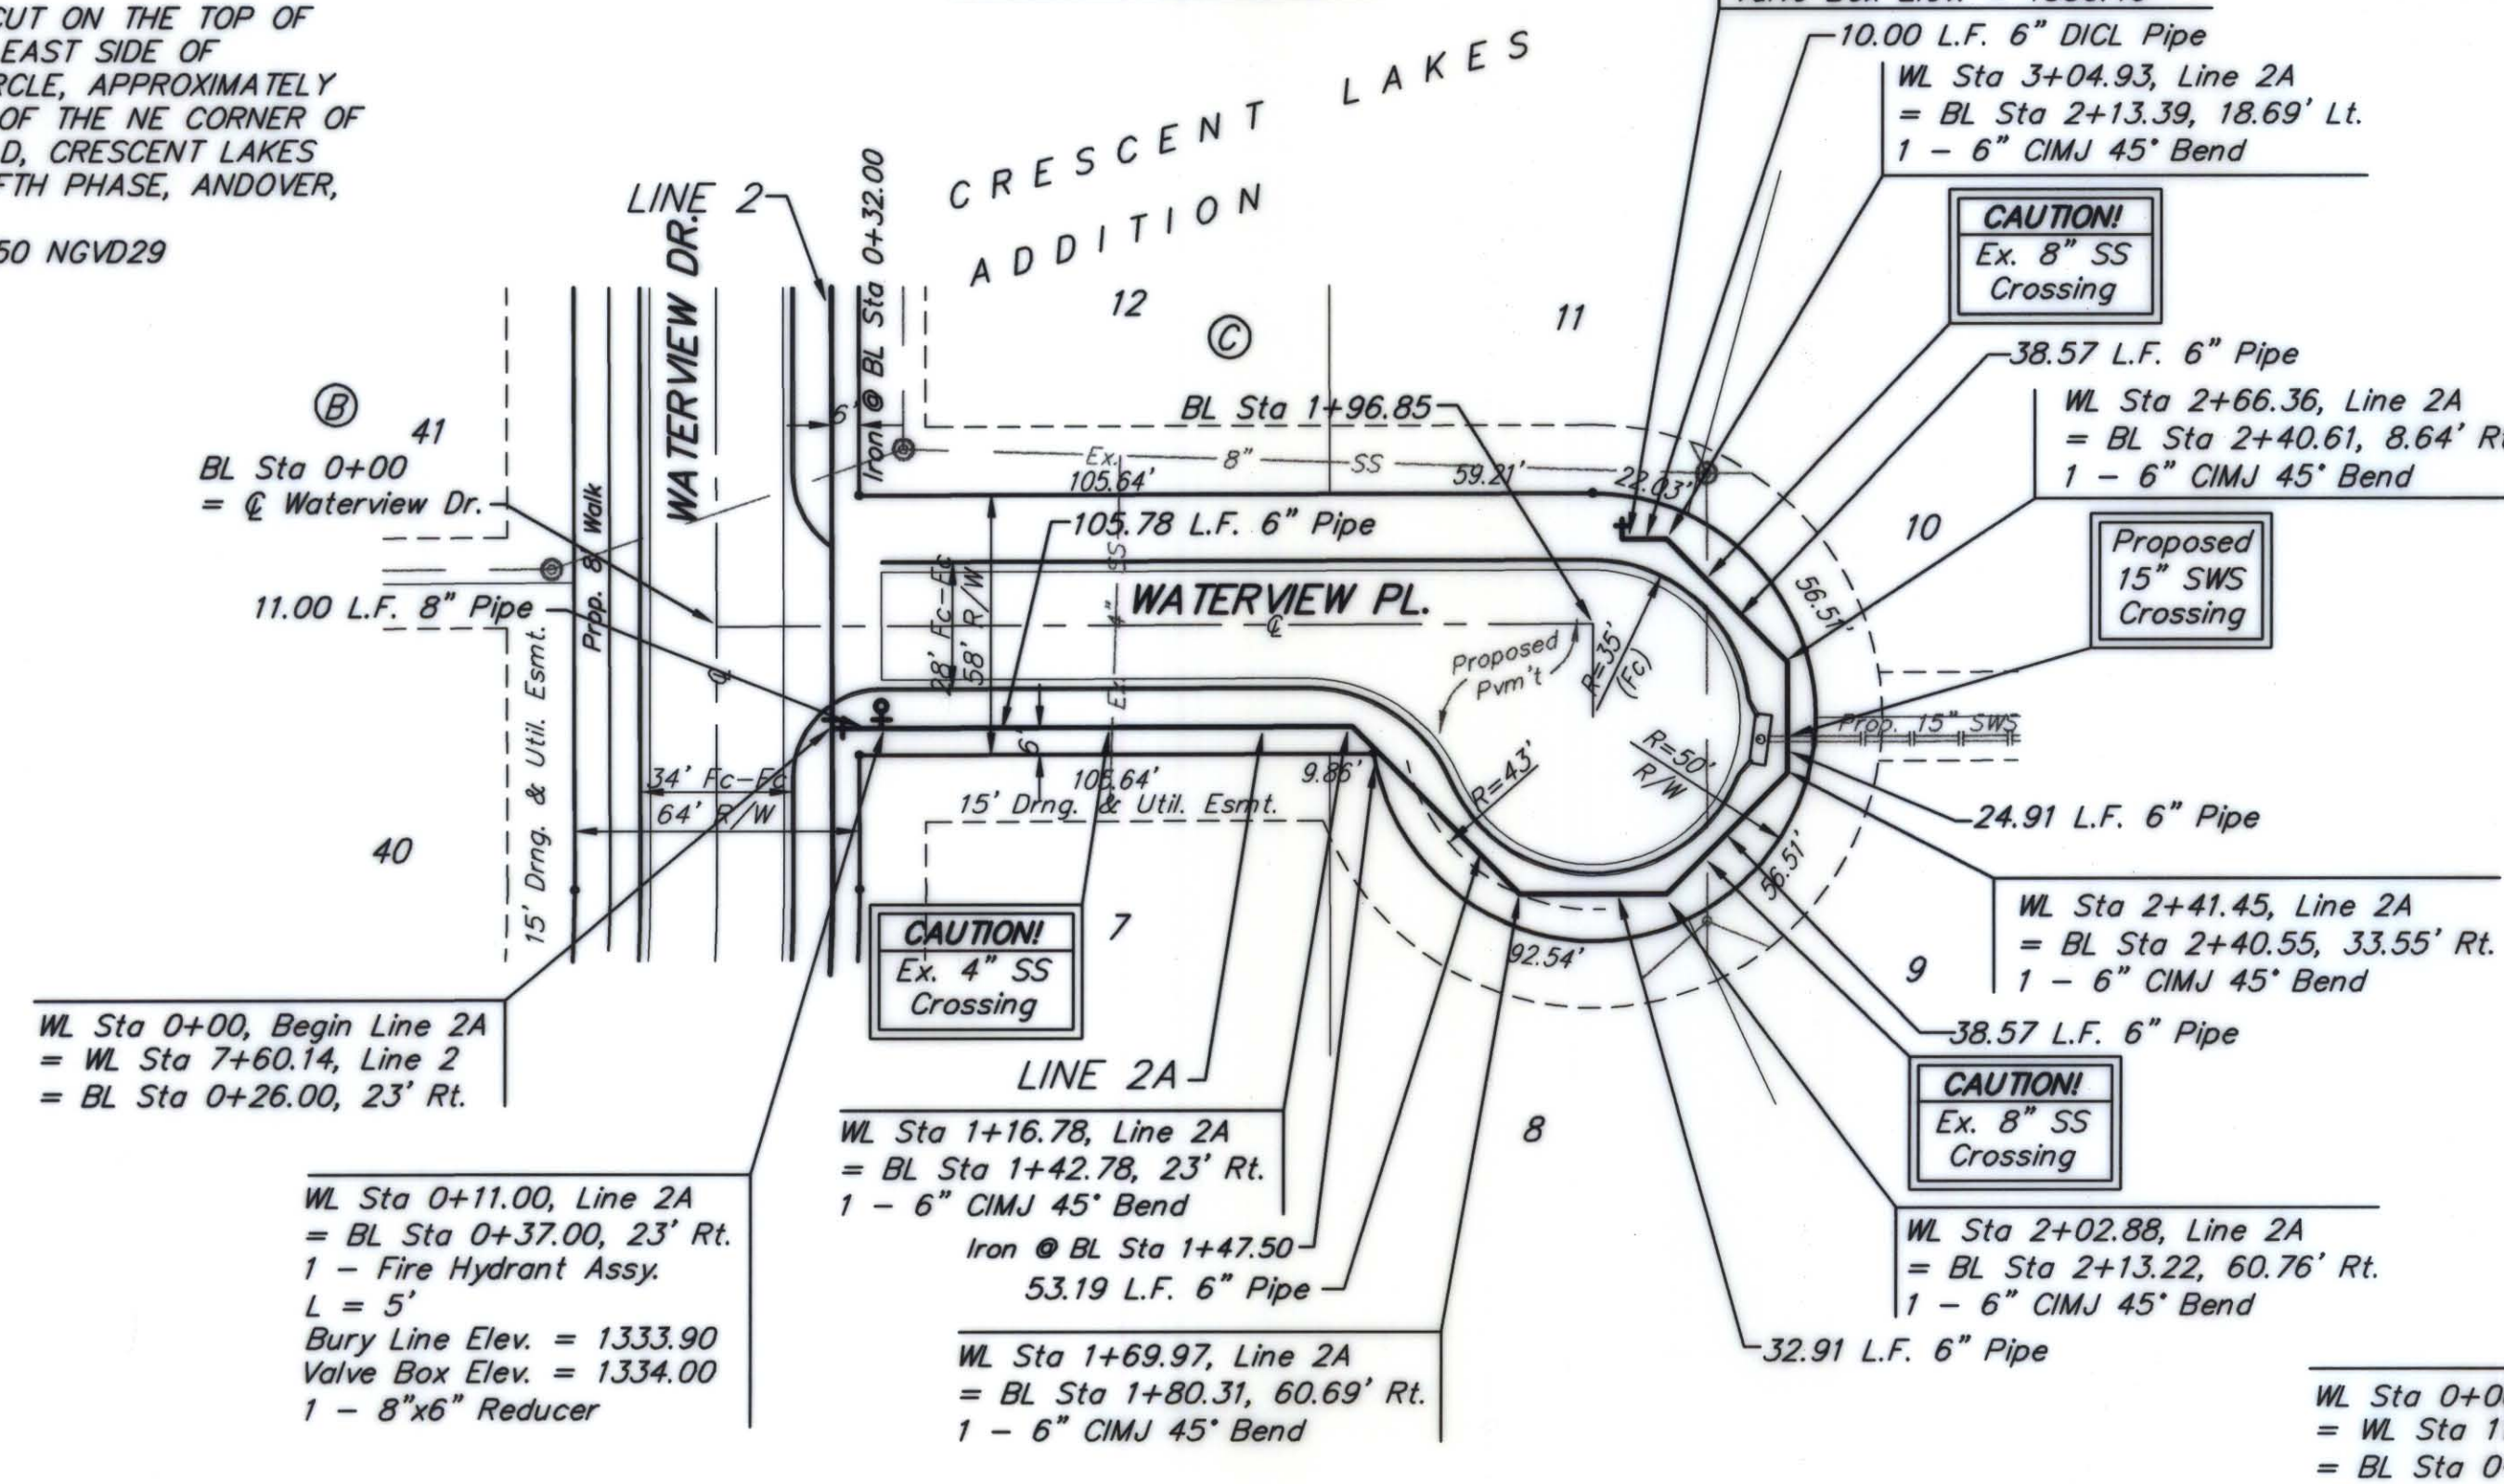 CUT ON THE TOP OF
EAST SIDE OF
APPROXIMATELY
OF THE NE CORNER OF
D, CRESCENT LAKES
PHASE, ANDOVER,
50 NGVD29
10.00 L.F. 6" DICL Pipe
WL Sta 3+04.93, Line 2A
= BL Sta 2+13.39, 18.69' Lt.
1 - 6" CIMJ 45° Bend
CRESCENT LAKES
ADDITION
LINE 2
WATERVIEW DR.
Iron @ BL Sta 0+32.00
12
11
C
CAUTION!
Ex. 8" SS
Crossing
38.57 L.F. 6" Pipe
WL Sta 2+66.36, Line 2A
= BL Sta 2+40.61, 8.64'
1 - 6" CIMJ 45° Bend
B
41
BL Sta 0+00
= ℄ Waterview Dr.
6'
BL Sta 1+96.85
Ex. 8" SS
105.64'
59.21'
22.03'
105.78 L.F. 6" Pipe
10
Proposed
15" SWS
Crossing
56.51'
Prop. 8' Walk
11.00 L.F. 8" Pipe
28' Fc-Fc
58' R/W
Ex. 4" SS
WATERVIEW PL.
℄
Proposed
Pvm't
R=35'
(Fc)
15' Drng. & Util. Esmt.
℄
Prop. 15" SWS
6'
34' Fc-Fc
64' R/W
105.64'
9.86'
15' Drng. & Util. Esmt.
R=43'
R=50'
R/W
24.91 L.F. 6" Pipe
40
56.51'
WL Sta 2+41.45, Line 2A
= BL Sta 2+40.55, 33.55' Rt.
1 - 6" CIMJ 45° Bend
CAUTION!
Ex. 4" SS
Crossing
7
92.54'
9
38.57 L.F. 6" Pipe
WL Sta 0+00, Begin Line 2A
= WL Sta 7+60.14, Line 2
= BL Sta 0+26.00, 23' Rt.
LINE 2A
CAUTION!
Ex. 8" SS
Crossing
8
WL Sta 1+16.78, Line 2A
= BL Sta 1+42.78, 23' Rt.
1 - 6" CIMJ 45° Bend
Iron @ BL Sta 1+47.50
53.19 L.F. 6" Pipe
WL Sta 0+11.00, Line 2A
= BL Sta 0+37.00, 23' Rt.
1 - Fire Hydrant Assy.
L = 5'
Bury Line Elev. = 1333.90
Valve Box Elev. = 1334.00
1 - 8"x6" Reducer
WL Sta 2+02.88, Line 2A
= BL Sta 2+13.22, 60.76' Rt.
1 - 6" CIMJ 45° Bend
32.91 L.F. 6" Pipe
WL Sta 1+69.97, Line 2A
= BL Sta 1+80.31, 60.69' Rt.
1 - 6" CIMJ 45° Bend
WL Sta
= WL Sta
= BL Sta